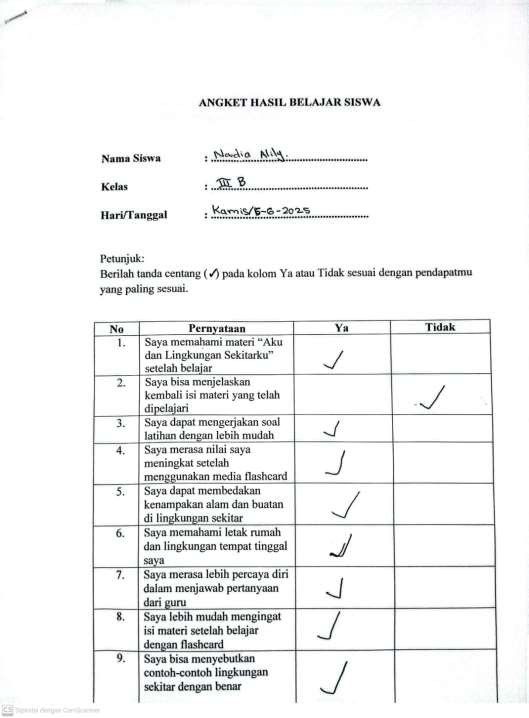 ANGKET HASIL BELAJAR SISWA
Nama Siswa : Nadia Nily.
Kelas : III B
Hari/Tanggal : Kamis/5-6-2025
Petunjuk:
Berilah tanda centang (✓) pada kolom Ya atau Tidak sesuai dengan pendapatmu
yang paling sesuai.
No Pernyataan Ya Tidak
1. Saya memahami materi “Aku
dan Lingkungan Sekitarku”
setelah belajar ✓
2. Saya bisa menjelaskan
kembali isi materi yang telah
dipelajari ✓
3. Saya dapat mengerjakan soal
latihan dengan lebih mudah ✓
4. Saya merasa nilai saya
meningkat setelah
menggunakan media flashcard ✓
5. Saya dapat membedakan
kenampakan alam dan buatan
di lingkungan sekitar ✓
6. Saya memahami letak rumah
dan lingkungan tempat tinggal
saya ✓
7. Saya merasa lebih percaya diri
dalam menjawab pertanyaan
dari guru ✓
8. Saya lebih mudah mengingat
isi materi setelah belajar
dengan flashcard ✓
9. Saya bisa menyebutkan
contoh-contoh lingkungan
sekitar dengan benar ✓
CS Dipindai dengan CamScanner